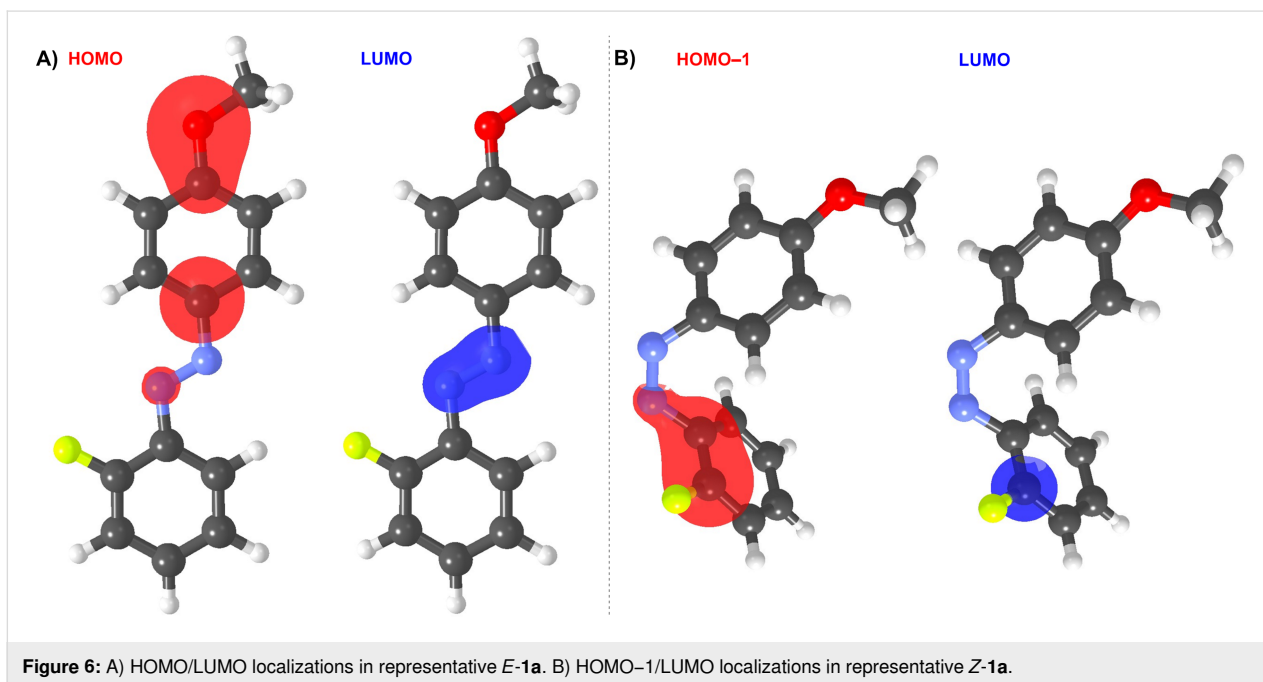 A) HOMO LUMO B) HOMO–1 LUMO
Figure 6: A) HOMO/LUMO localizations in representative E-1a. B) HOMO–1/LUMO localizations in representative Z-1a.